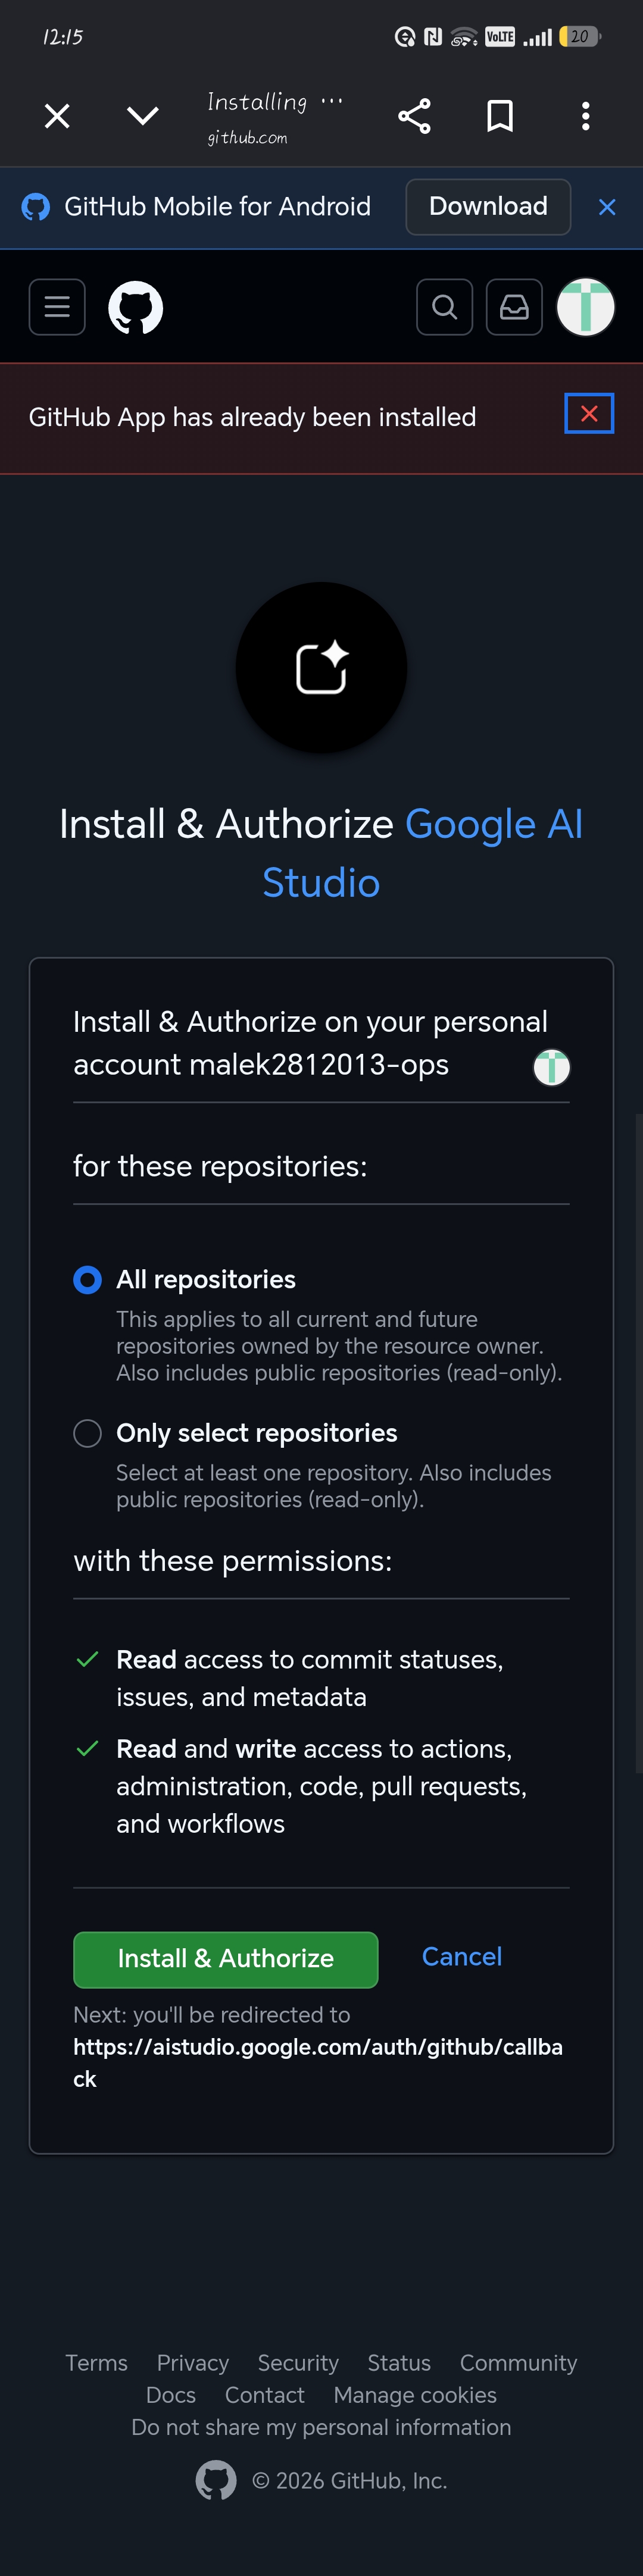 12:15
VoLTE
20
Installing ...
github.com
GitHub Mobile for Android
Download
GitHub App has already been installed
Install & Authorize Google AI
Studio
Install & Authorize on your personal
account malek2812013-ops
for these repositories:
All repositories
This applies to all current and future
repositories owned by the resource owner.
Also includes public repositories (read-only).
Only select repositories
Select at least one repository. Also includes
public repositories (read-only).
with these permissions:
Read access to commit statuses,
issues, and metadata
Read and write access to actions,
administration, code, pull requests,
and workflows
Install & Authorize
Cancel
Next: you'll be redirected to
https://aistudio.google.com/auth/github/callba
ck
Terms Privacy Security Status Community
Docs Contact Manage cookies
Do not share my personal information
© 2026 GitHub, Inc.